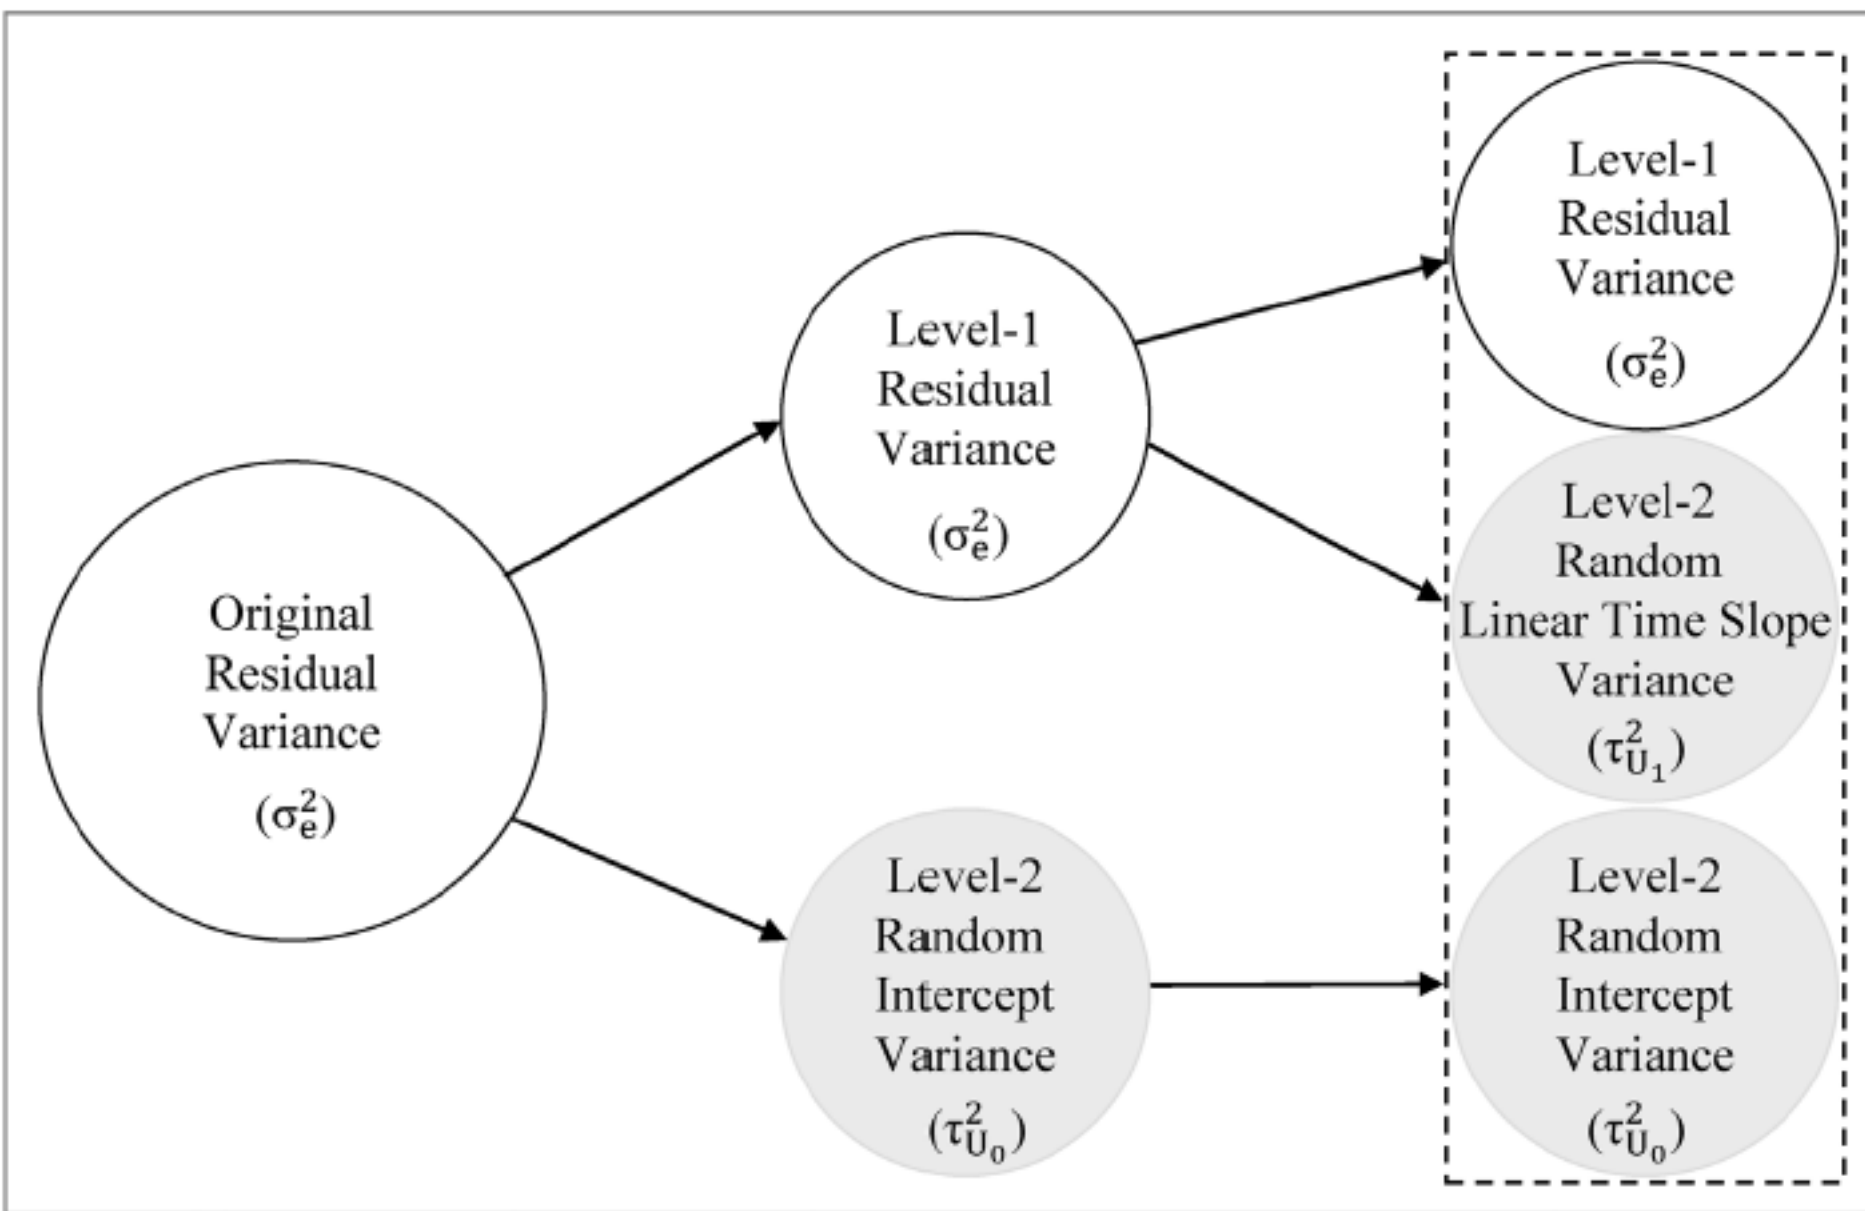 Original
Residual
Variance
(σ²ₑ)
Level-1
Residual
Variance
(σ²ₑ)
Level-2
Random
Intercept
Variance
(τ²U₀)
Level-1
Residual
Variance
(σ²ₑ)
Level-2
Random
Linear Time Slope
Variance
(τ²U₁)
Level-2
Random
Intercept
Variance
(τ²U₀)